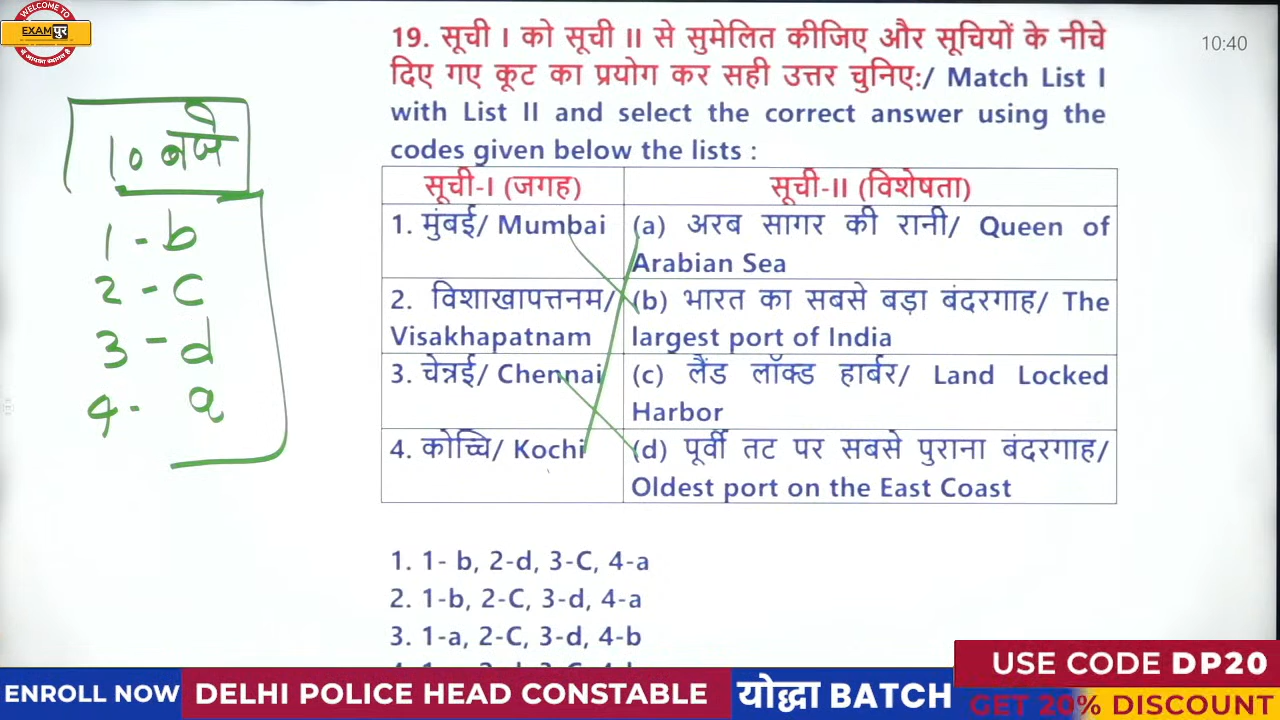 WELCOME TO
EXAMপুर
10:40
19. सूची I को सूची II से सुमेलित कीजिए और सूचियों के नीचे
दिए गए कूट का प्रयोग कर सही उत्तर चुनिए:/ Match List I
with List II and select the correct answer using the
codes given below the lists :
सूची-I (जगह)
सूची-II (विशेषता)
1. मुंबई/ Mumbai
(a) अरब सागर की रानी/ Queen of
Arabian Sea
2. विशाखापत्तनम/
Visakhapatnam
(b) भारत का सबसे बड़ा बंदरगाह/ The
largest port of India
3. चेन्नई/ Chennai
(c) लैंड लॉक्ड हार्बर/ Land Locked
Harbor
4. कोच्चि/ Kochi
(d) पूर्वी तट पर सबसे पुराना बंदरगाह/
Oldest port on the East Coast
1. 1- b, 2-d, 3-C, 4-a
2. 1-b, 2-C, 3-d, 4-a
3. 1-a, 2-C, 3-d, 4-b
10 बजे
1 - b
2 - c
3 - d
4 - a
USE CODE DP20
GET 20% DISCOUNT
ENROLL NOW DELHI POLICE HEAD CONSTABLE योद्धा BATCH